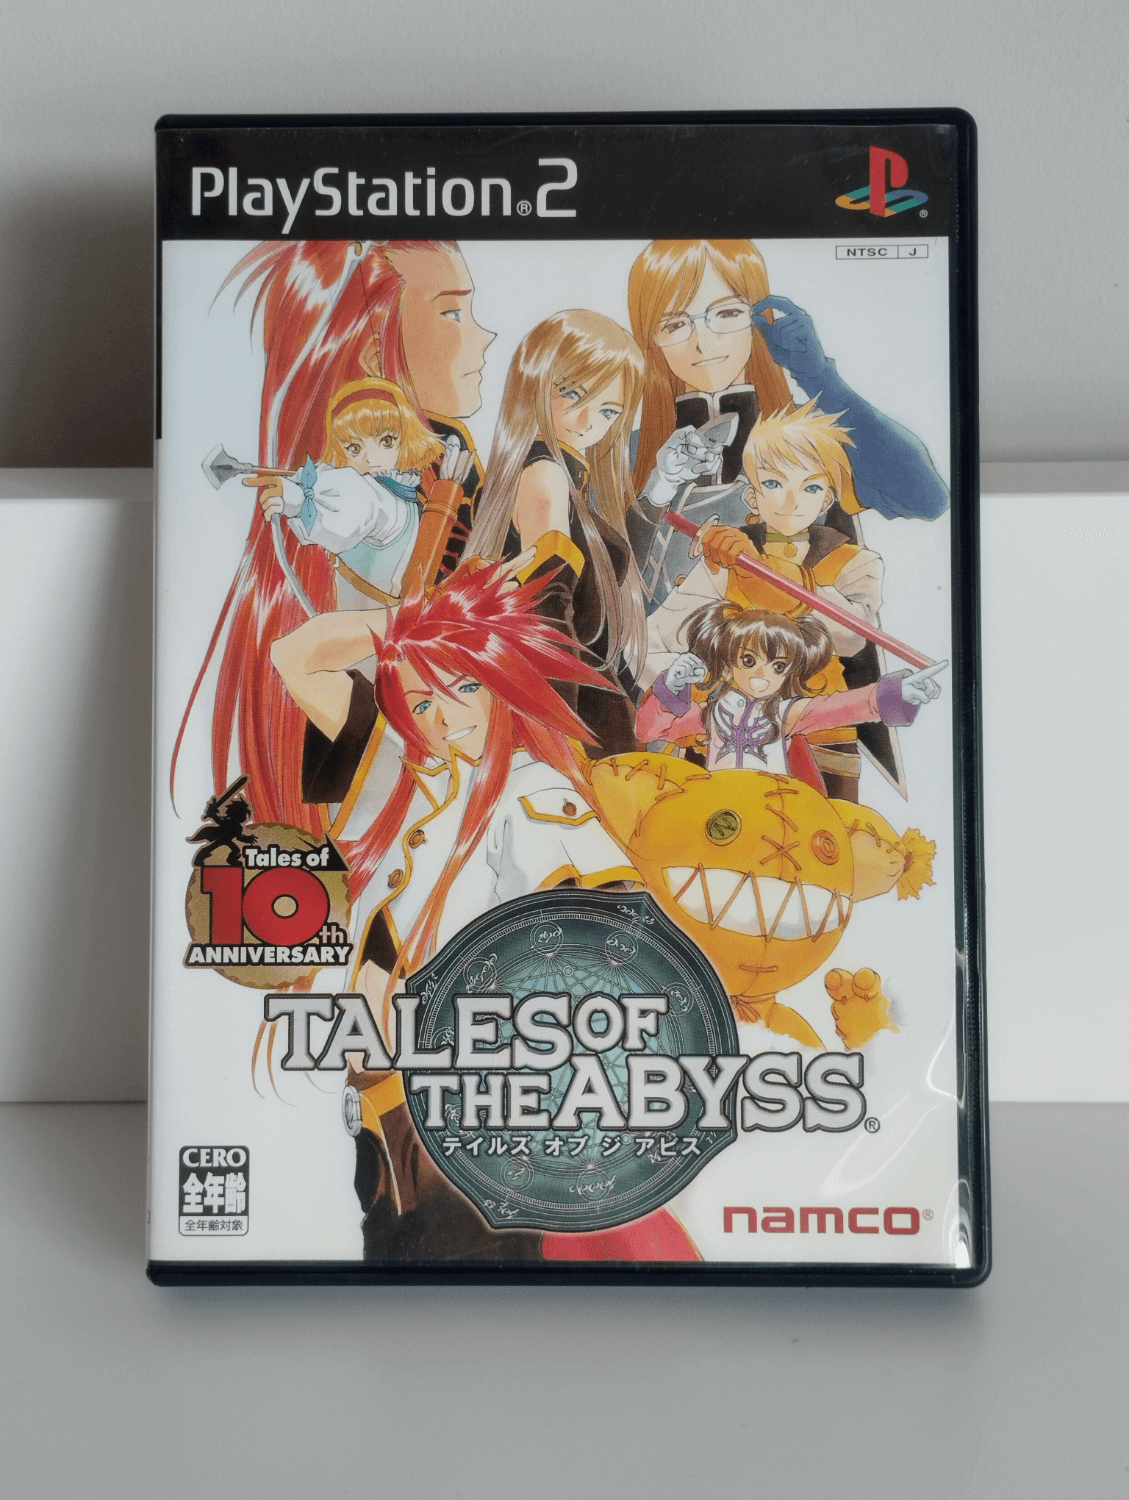 PlayStation®2
NTSC J
Tales of
10th
ANNIVERSARY
TALES OF
THE ABYSS®
テイルズ オブ ジ アビス
CERO
全年齢
全年齢対象
namco®